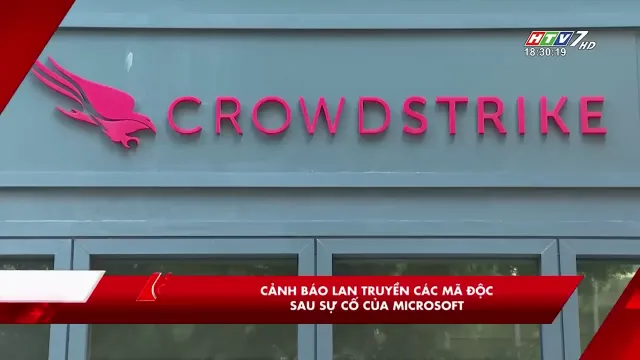 HTV7 HD
18:30:19
CROWDSTRIKE
CẢNH BÁO LAN TRUYỀN CÁC MÃ ĐỘC
SAU SỰ CỐ CỦA MICROSOFT